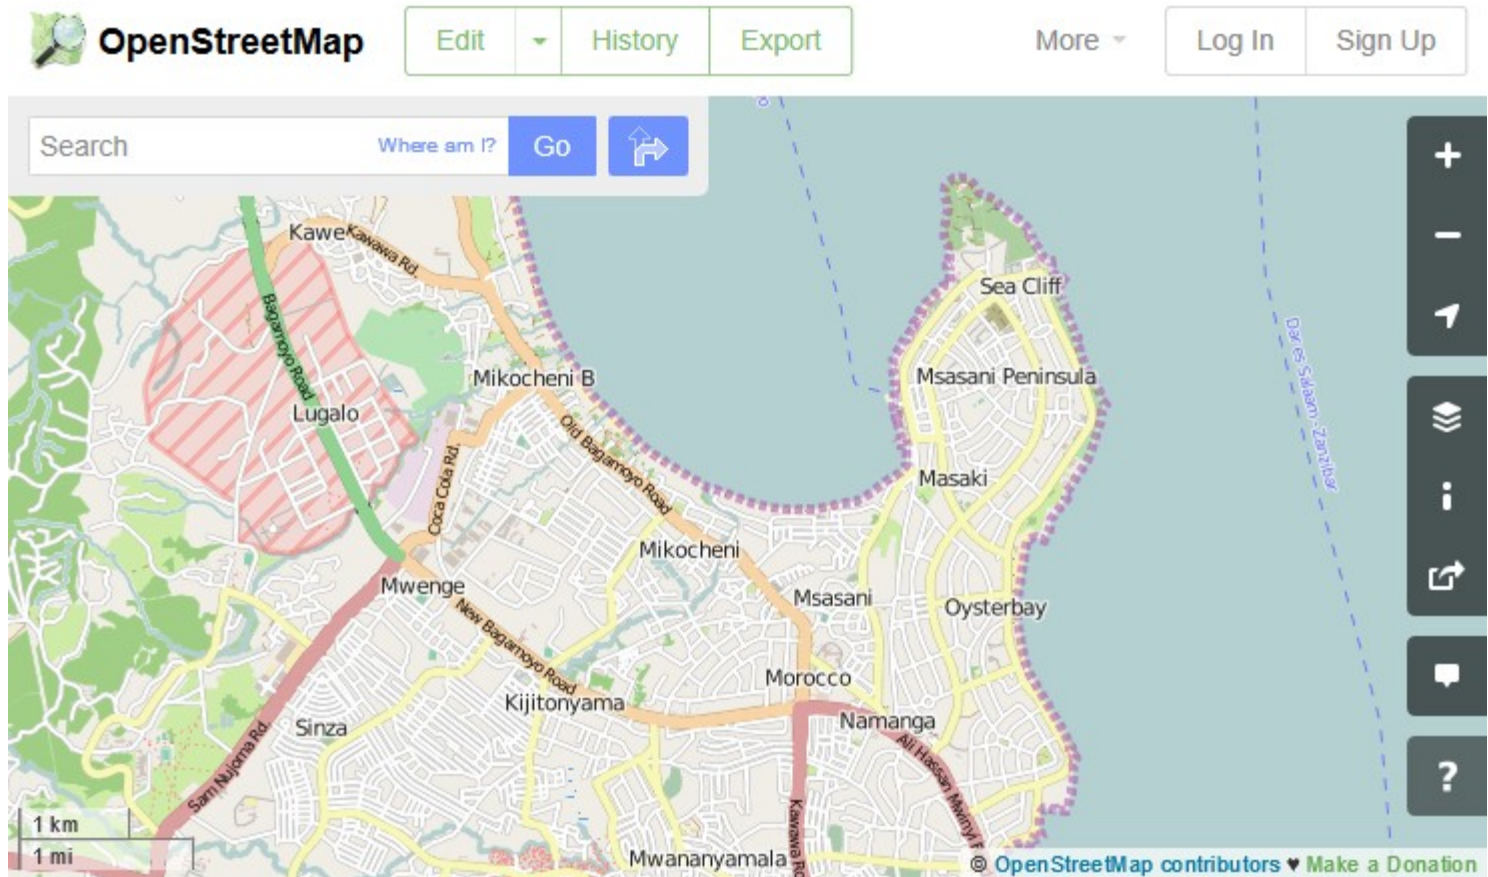 OpenStreetMap
Edit
History
Export
More
Log In
Sign Up
Search
Where am I?
Go
Kawe
Kawawa Rd.
Sea Cliff
Bagamoyo Road
Dar es Salaam - Zanzibar
Mikocheni B
Msasani Peninsula
Lugalo
Old Bagamoyo Road
Coca Cola Rd.
Masaki
Mikocheni
Mwenge
Msasani
Oysterbay
New Bagamoyo Road
Morocco
Kijitonyama
Namanga
Sinza
Sam Nujoma Rd.
Ali Hassan Mwinyi R
?
1 km
Kawawa Ro
1 mi
Mwananyamala
© OpenStreetMap contributors ♥ Make a Donation